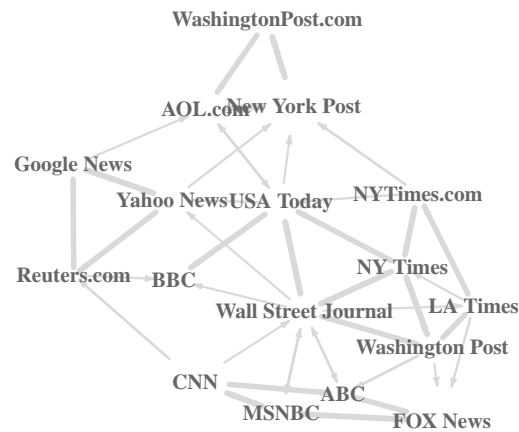 WashingtonPost.com
AOL.com
New York Post
Google News
Yahoo News
USA Today
NYTimes.com
Reuters.com
BBC
NY Times
Wall Street Journal
LA Times
Washington Post
CNN
ABC
MSNBC
FOX News